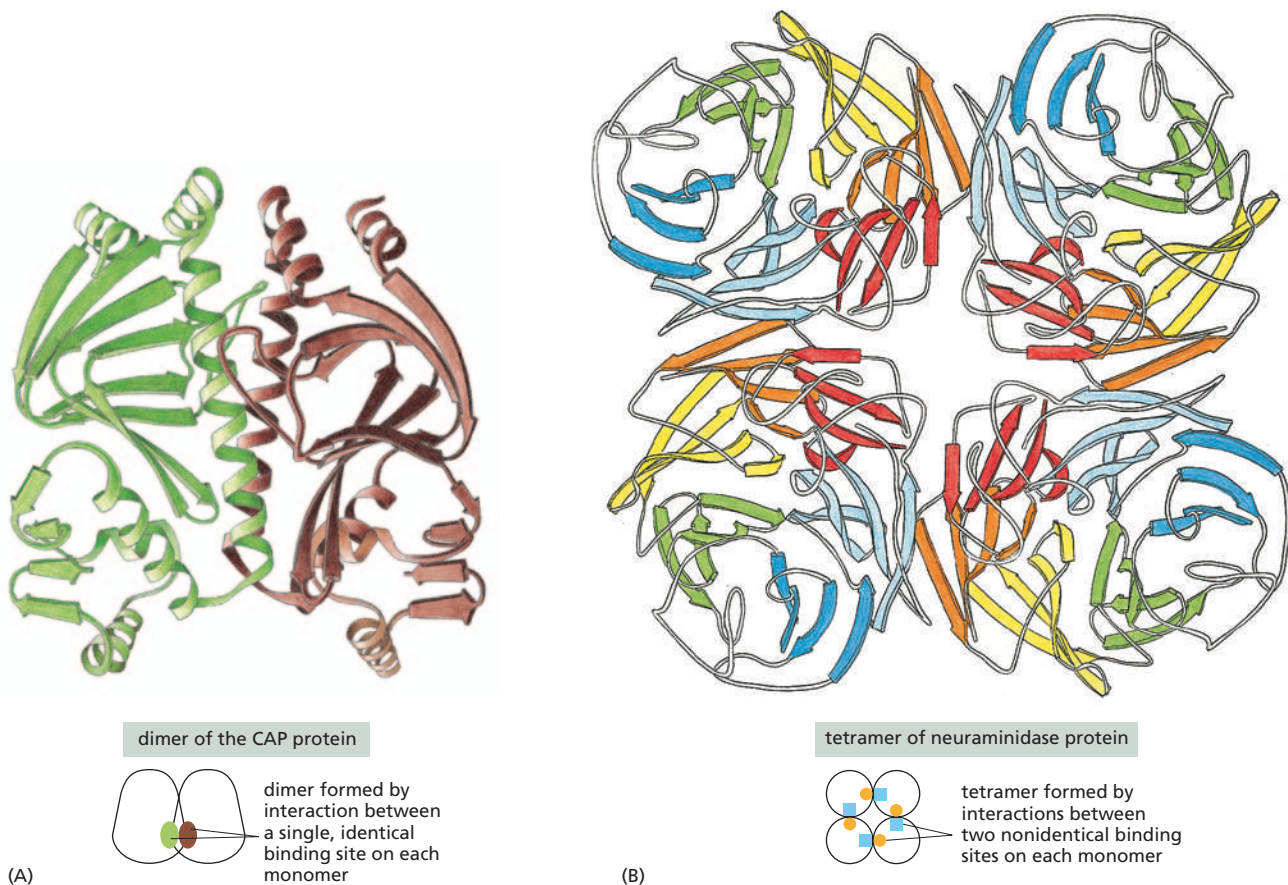 dimer of the CAP protein
dimer formed by
interaction between
a single, identical
binding site on each
monomer
(A)
tetramer of neuraminidase protein
tetramer formed by
interactions between
two nonidentical binding
sites on each monomer
(B)